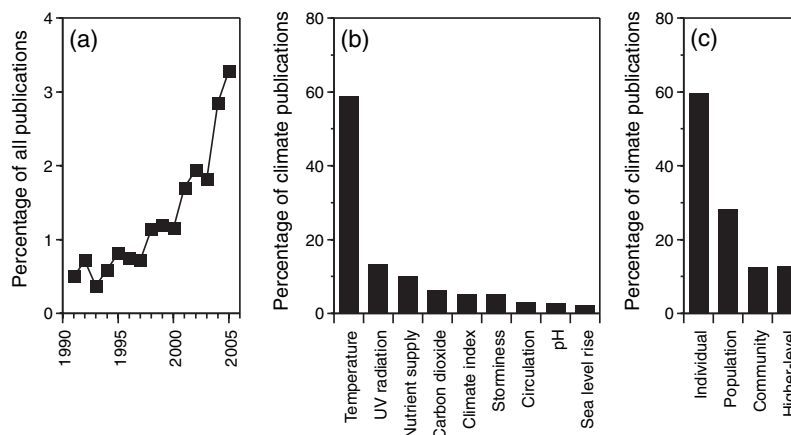 (a)
Percentage of all publications
4
3
2
1
0
1990
1995
2000
2005
(b)
Percentage of climate publications
80
60
40
20
0
Temperature
UV radiation
Nutrient supply
Carbon dioxide
Climate index
Storminess
Circulation
pH
Sea level rise
(c)
Percentage of climate publications
80
60
40
20
0
Individual
Population
Community
Higher-level